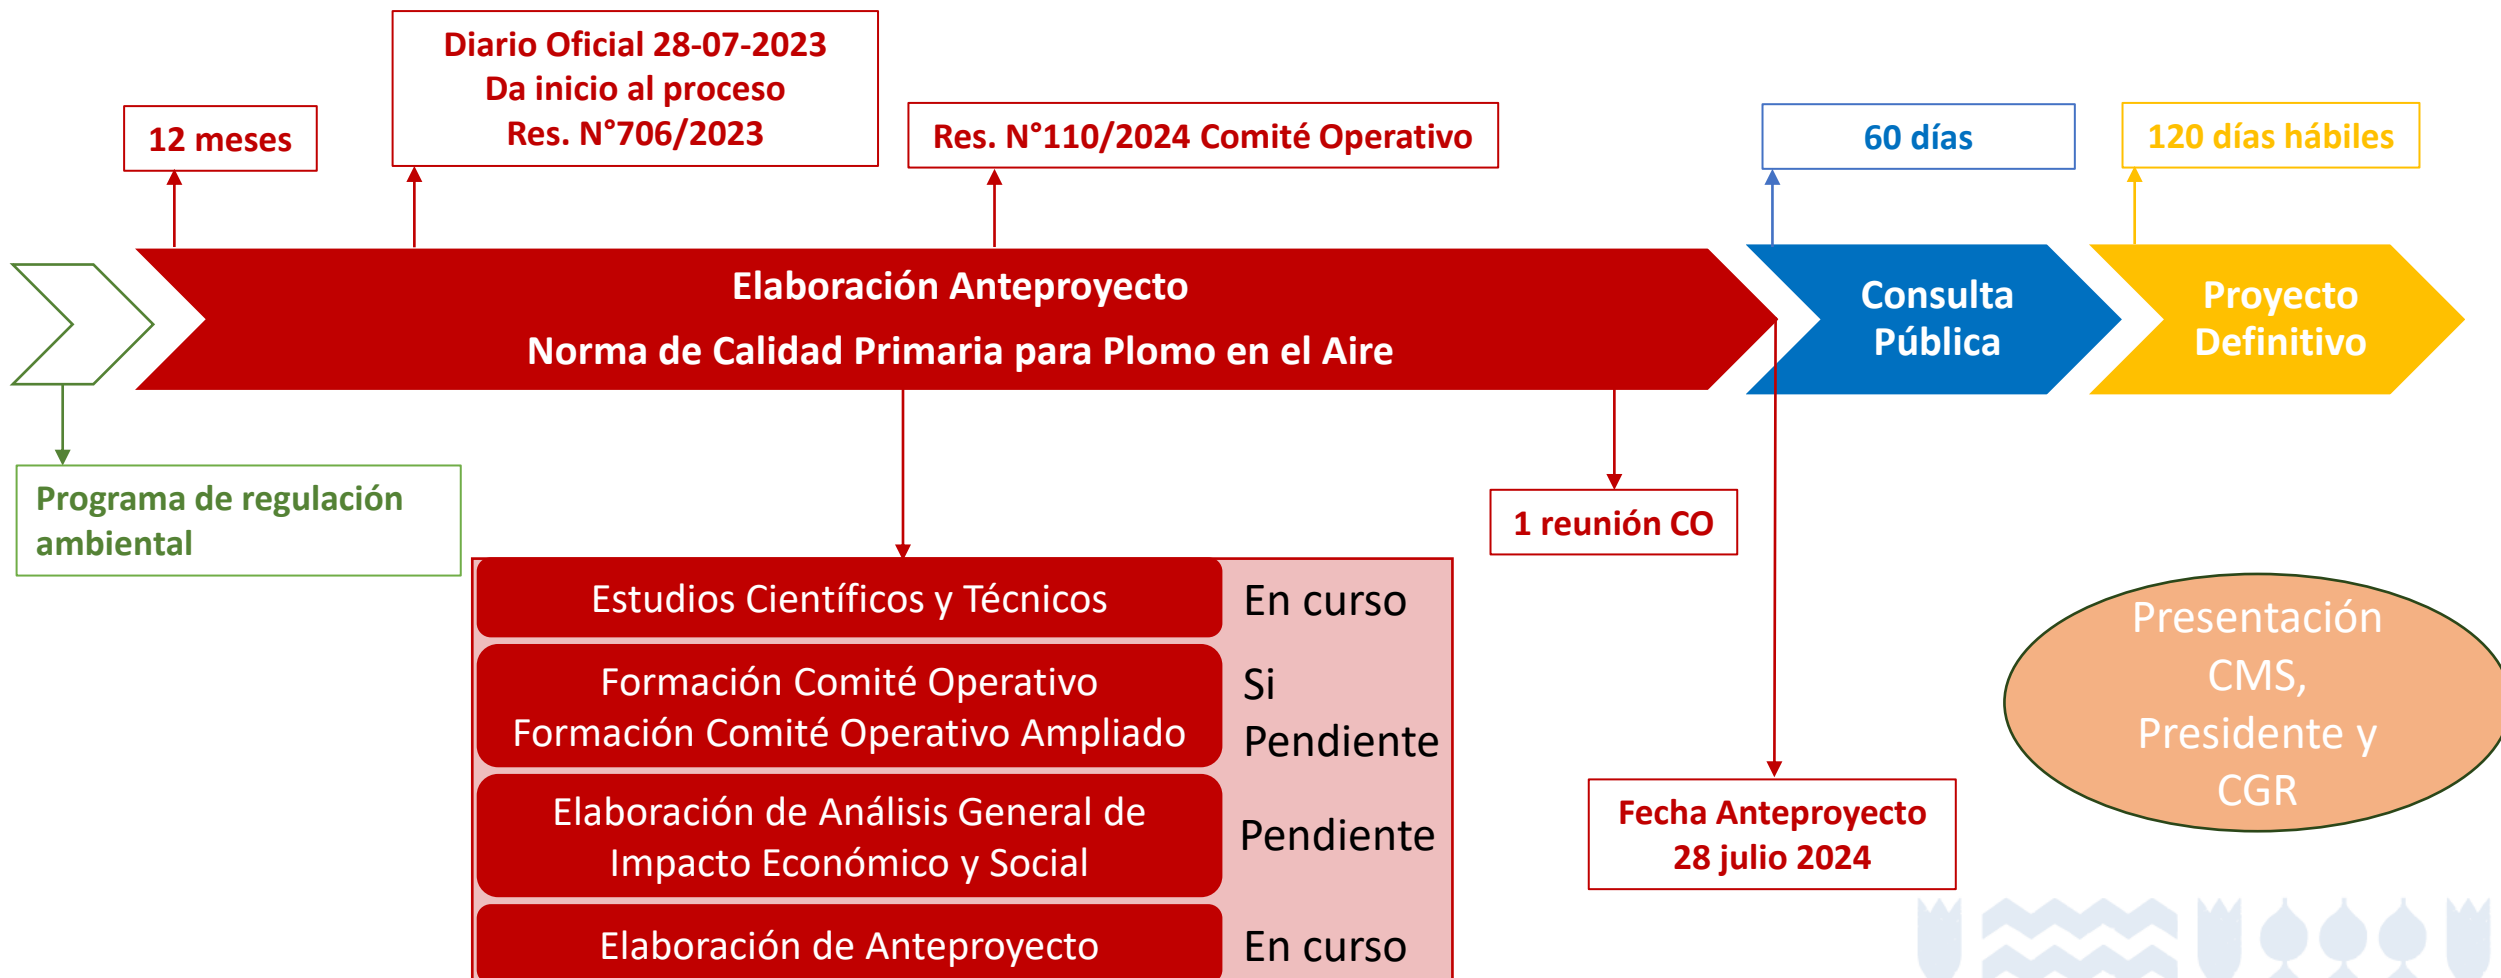 12 meses
Diario Oficial 28-07-2023
Da inicio al proceso
Res. N°706/2023
Res. N°110/2024 Comité Operativo
60 días
120 días hábiles
Elaboración Anteproyecto
Norma de Calidad Primaria para Plomo en el Aire
Consulta
Pública
Proyecto
Definitivo
Programa de regulación
ambiental
1 reunión CO
Estudios Científicos y Técnicos
En curso
Formación Comité Operativo
Si
Formación Comité Operativo Ampliado
Pendiente
Elaboración de Análisis General de
Impacto Económico y Social
Pendiente
Elaboración de Anteproyecto
En curso
Fecha Anteproyecto
28 julio 2024
Presentación
CMS,
Presidente y
CGR